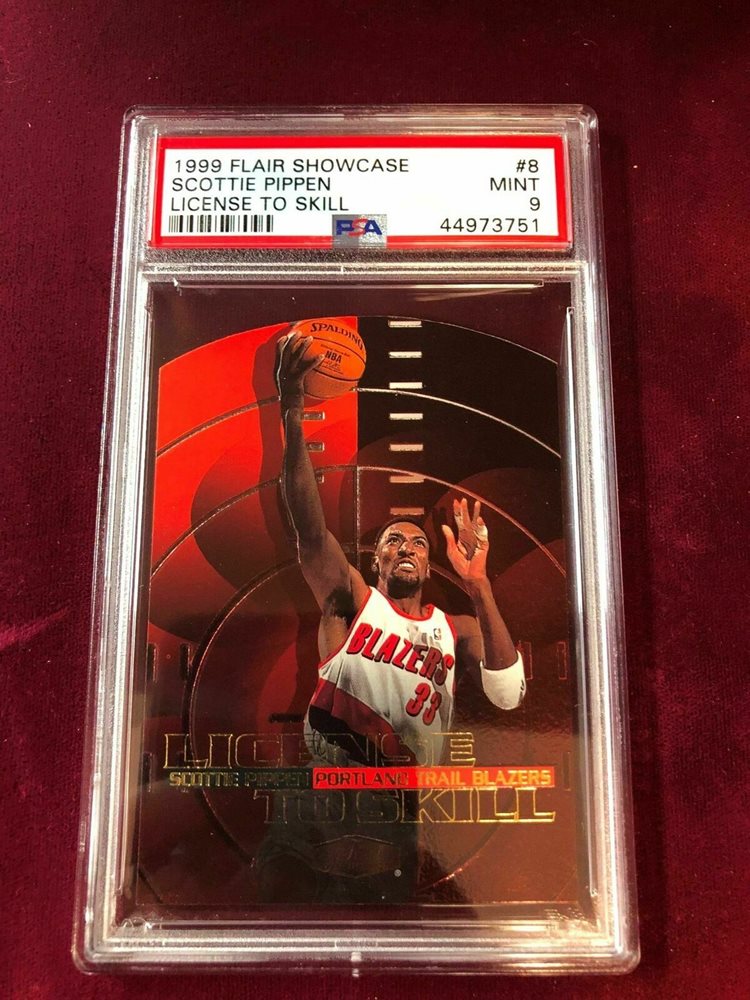 1999 FLAIR SHOWCASE #8
SCOTTIE PIPPEN MINT
LICENSE TO SKILL 9
PSA 44973751
SPALDING
NBA
BLAZERS
33
LICENSE
SCOTTIE PIPPEN PORTLAND TRAIL BLAZERS
TO SKILL